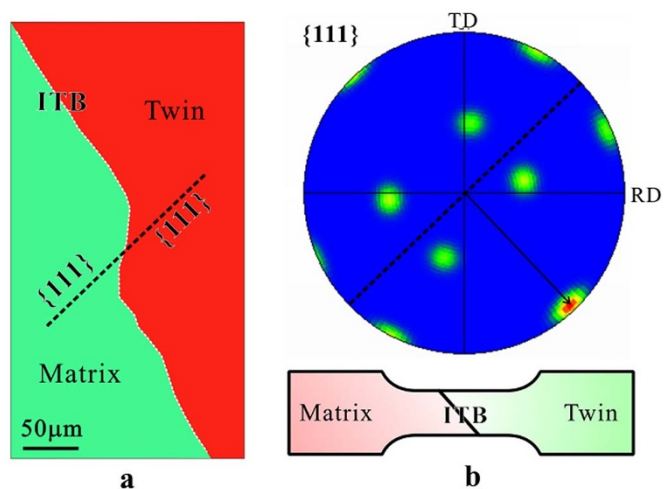 ITB
Twin
{111}
{111}
Matrix
50μm
a
{111}
TD
RD
Matrix
ITB
Twin
b